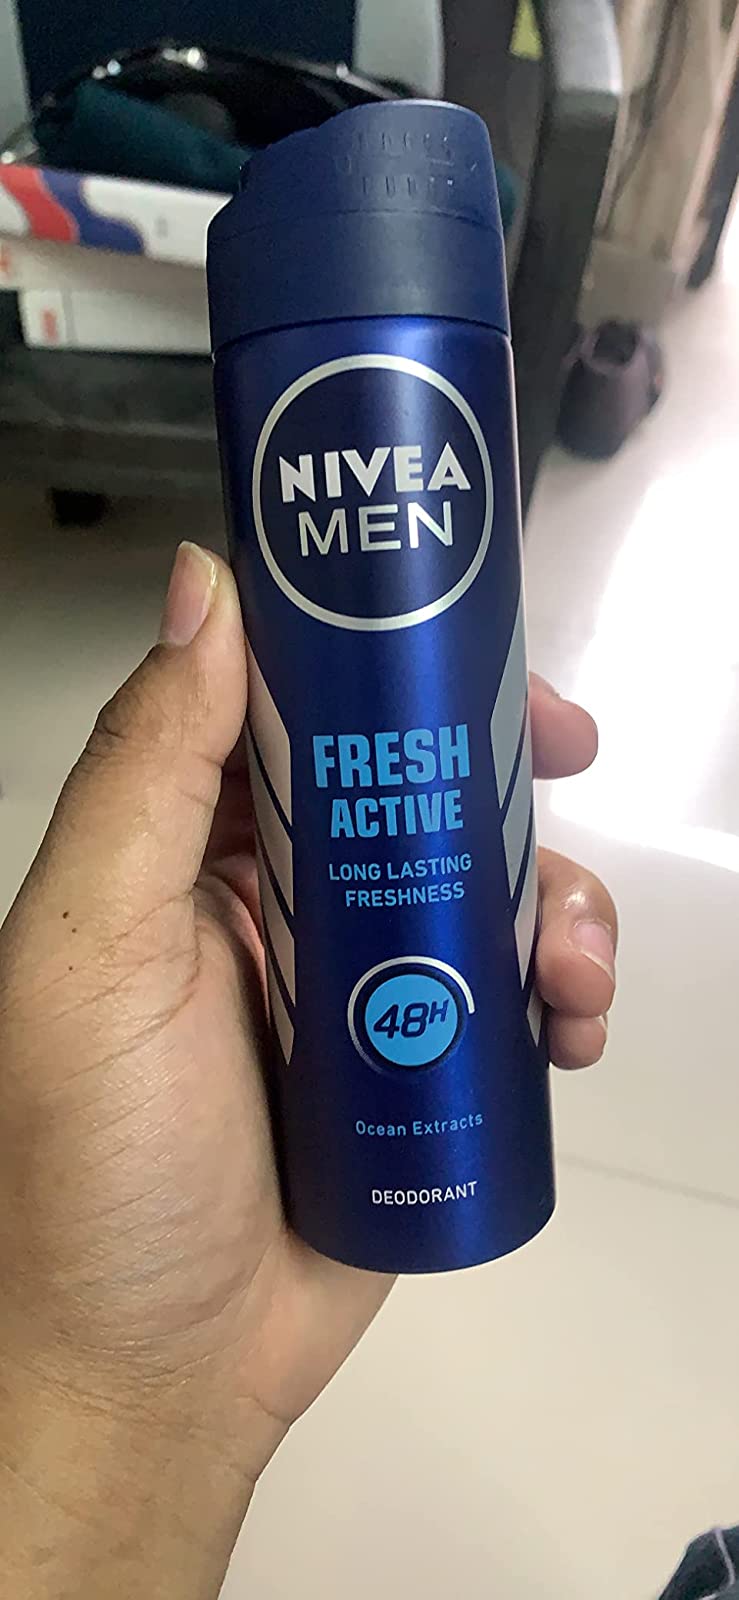 NIVEA
MEN
FRESH
ACTIVE
LONG LASTING
FRESHNESS
48H
Ocean Extracts
DEODORANT